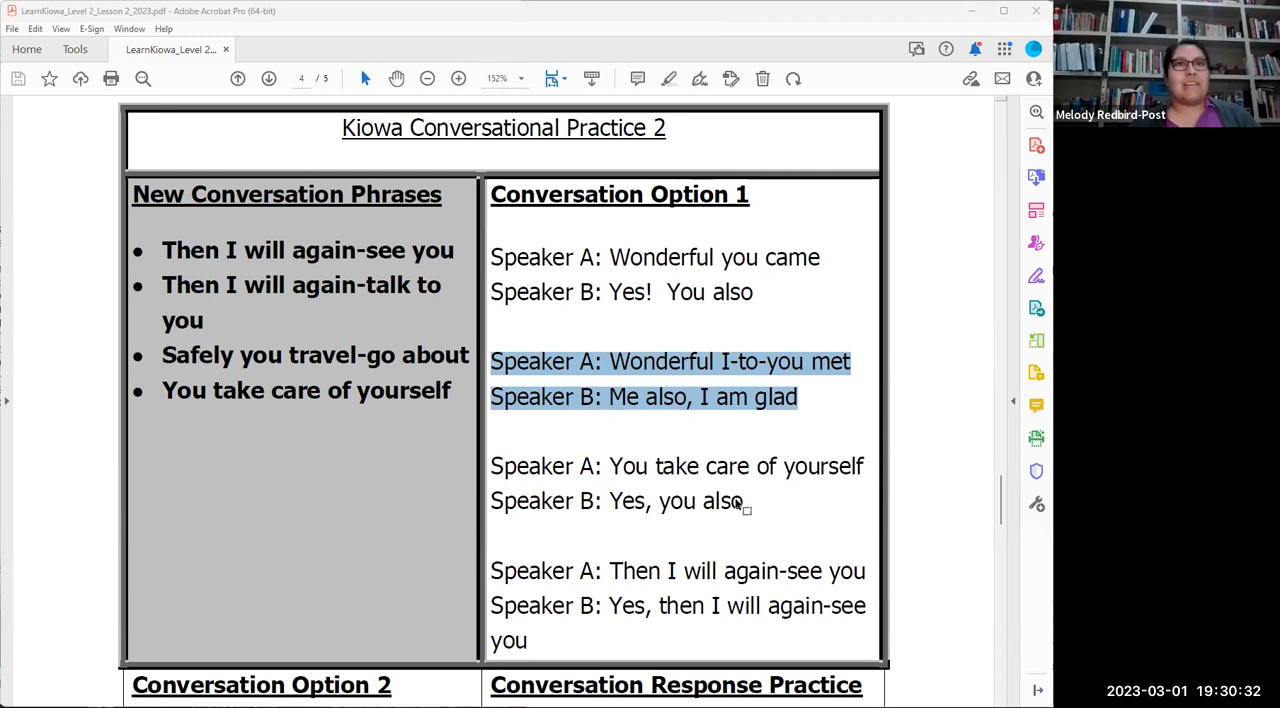 LearnKiowa_Level 2_Lesson 2_2023.pdf - Adobe Acrobat Pro (64-bit)
File Edit View E-Sign Window Help
Home Tools LearnKiowa_Level 2... ×
4 / 5 152%
Melody Redbird-Post
Kiowa Conversational Practice 2
New Conversation Phrases
• Then I will again-see you
• Then I will again-talk to
you
• Safely you travel-go about
• You take care of yourself
Conversation Option 1
Speaker A: Wonderful you came
Speaker B: Yes! You also
Speaker A: Wonderful I-to-you met
Speaker B: Me also, I am glad
Speaker A: You take care of yourself
Speaker B: Yes, you also
Speaker A: Then I will again-see you
Speaker B: Yes, then I will again-see
you
Conversation Option 2
Conversation Response Practice
2023-03-01 19:30:32